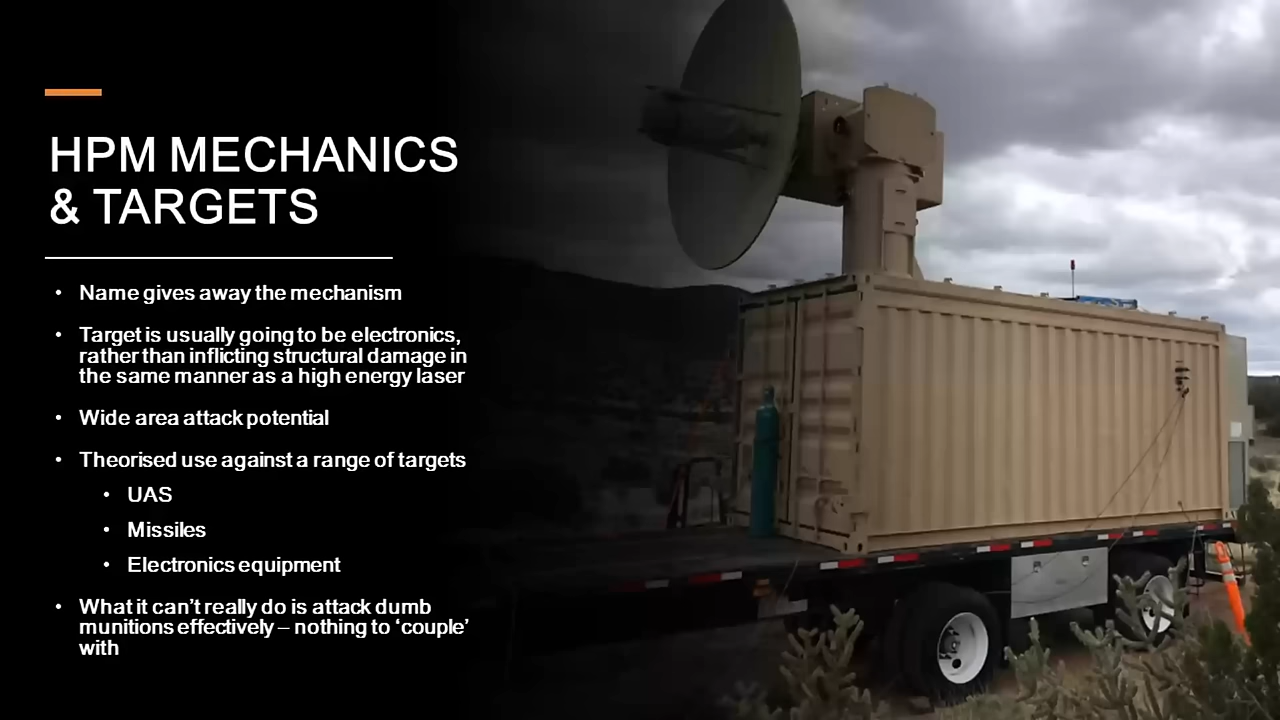 HPM MECHANICS
& TARGETS
• Name gives away the mechanism
• Target is usually going to be electronics,
rather than inflicting structural damage in
the same manner as a high energy laser
• Wide area attack potential
• Theorised use against a range of targets
• UAS
• Missiles
• Electronics equipment
• What it can’t really do is attack dumb
munitions effectively – nothing to ‘couple’
with